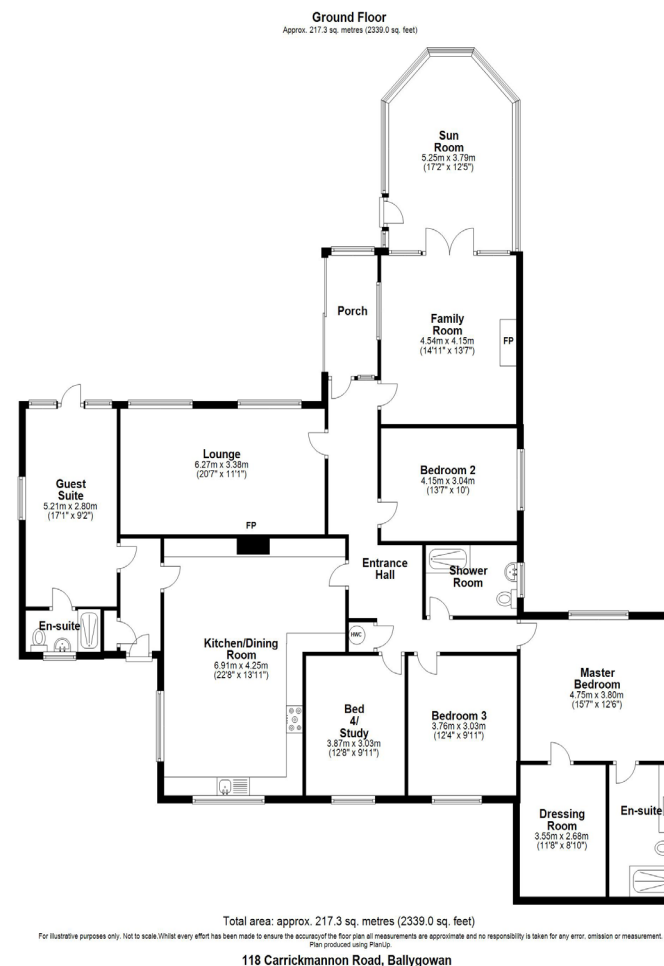 Ground Floor
Approx. 217.3 sq. metres (2339.0 sq. feet)
Sun
Room
5.25m x 3.79m
(17'2" x 12'5")
Porch
Family
Room
4.54m x 4.15m
(14'11" x 13'7")
FP
Lounge
6.27m x 3.38m
(20'7" x 11'1")
FP
Bedroom 2
4.15m x 3.04m
(13'7" x 10')
Guest
Suite
5.21m x 2.80m
(17'1" x 9'2")
Entrance
Hall
Shower
Room
En-suite
HWC
Kitchen/Dining
Room
6.91m x 4.25m
(22'8" x 13'11")
Master
Bedroom
4.75m x 3.80m
(15'7" x 12'6")
Bed
4/
Study
3.87m x 3.03m
(12'8" x 9'11")
Bedroom 3
3.76m x 3.03m
(12'4" x 9'11")
Dressing
Room
3.55m x 2.68m
(11'8" x 8'10")
En-suite
Total area: approx. 217.3 sq. metres (2339.0 sq. feet)
For illustrative purposes only. Not to scale.Whilst every effort has been made to ensure the accuracyof the floor plan all measurements are approximate and no responsibility is taken for any error, omission or measurement.
Plan produced using PlanUp.
118 Carrickmannon Road, Ballygowan